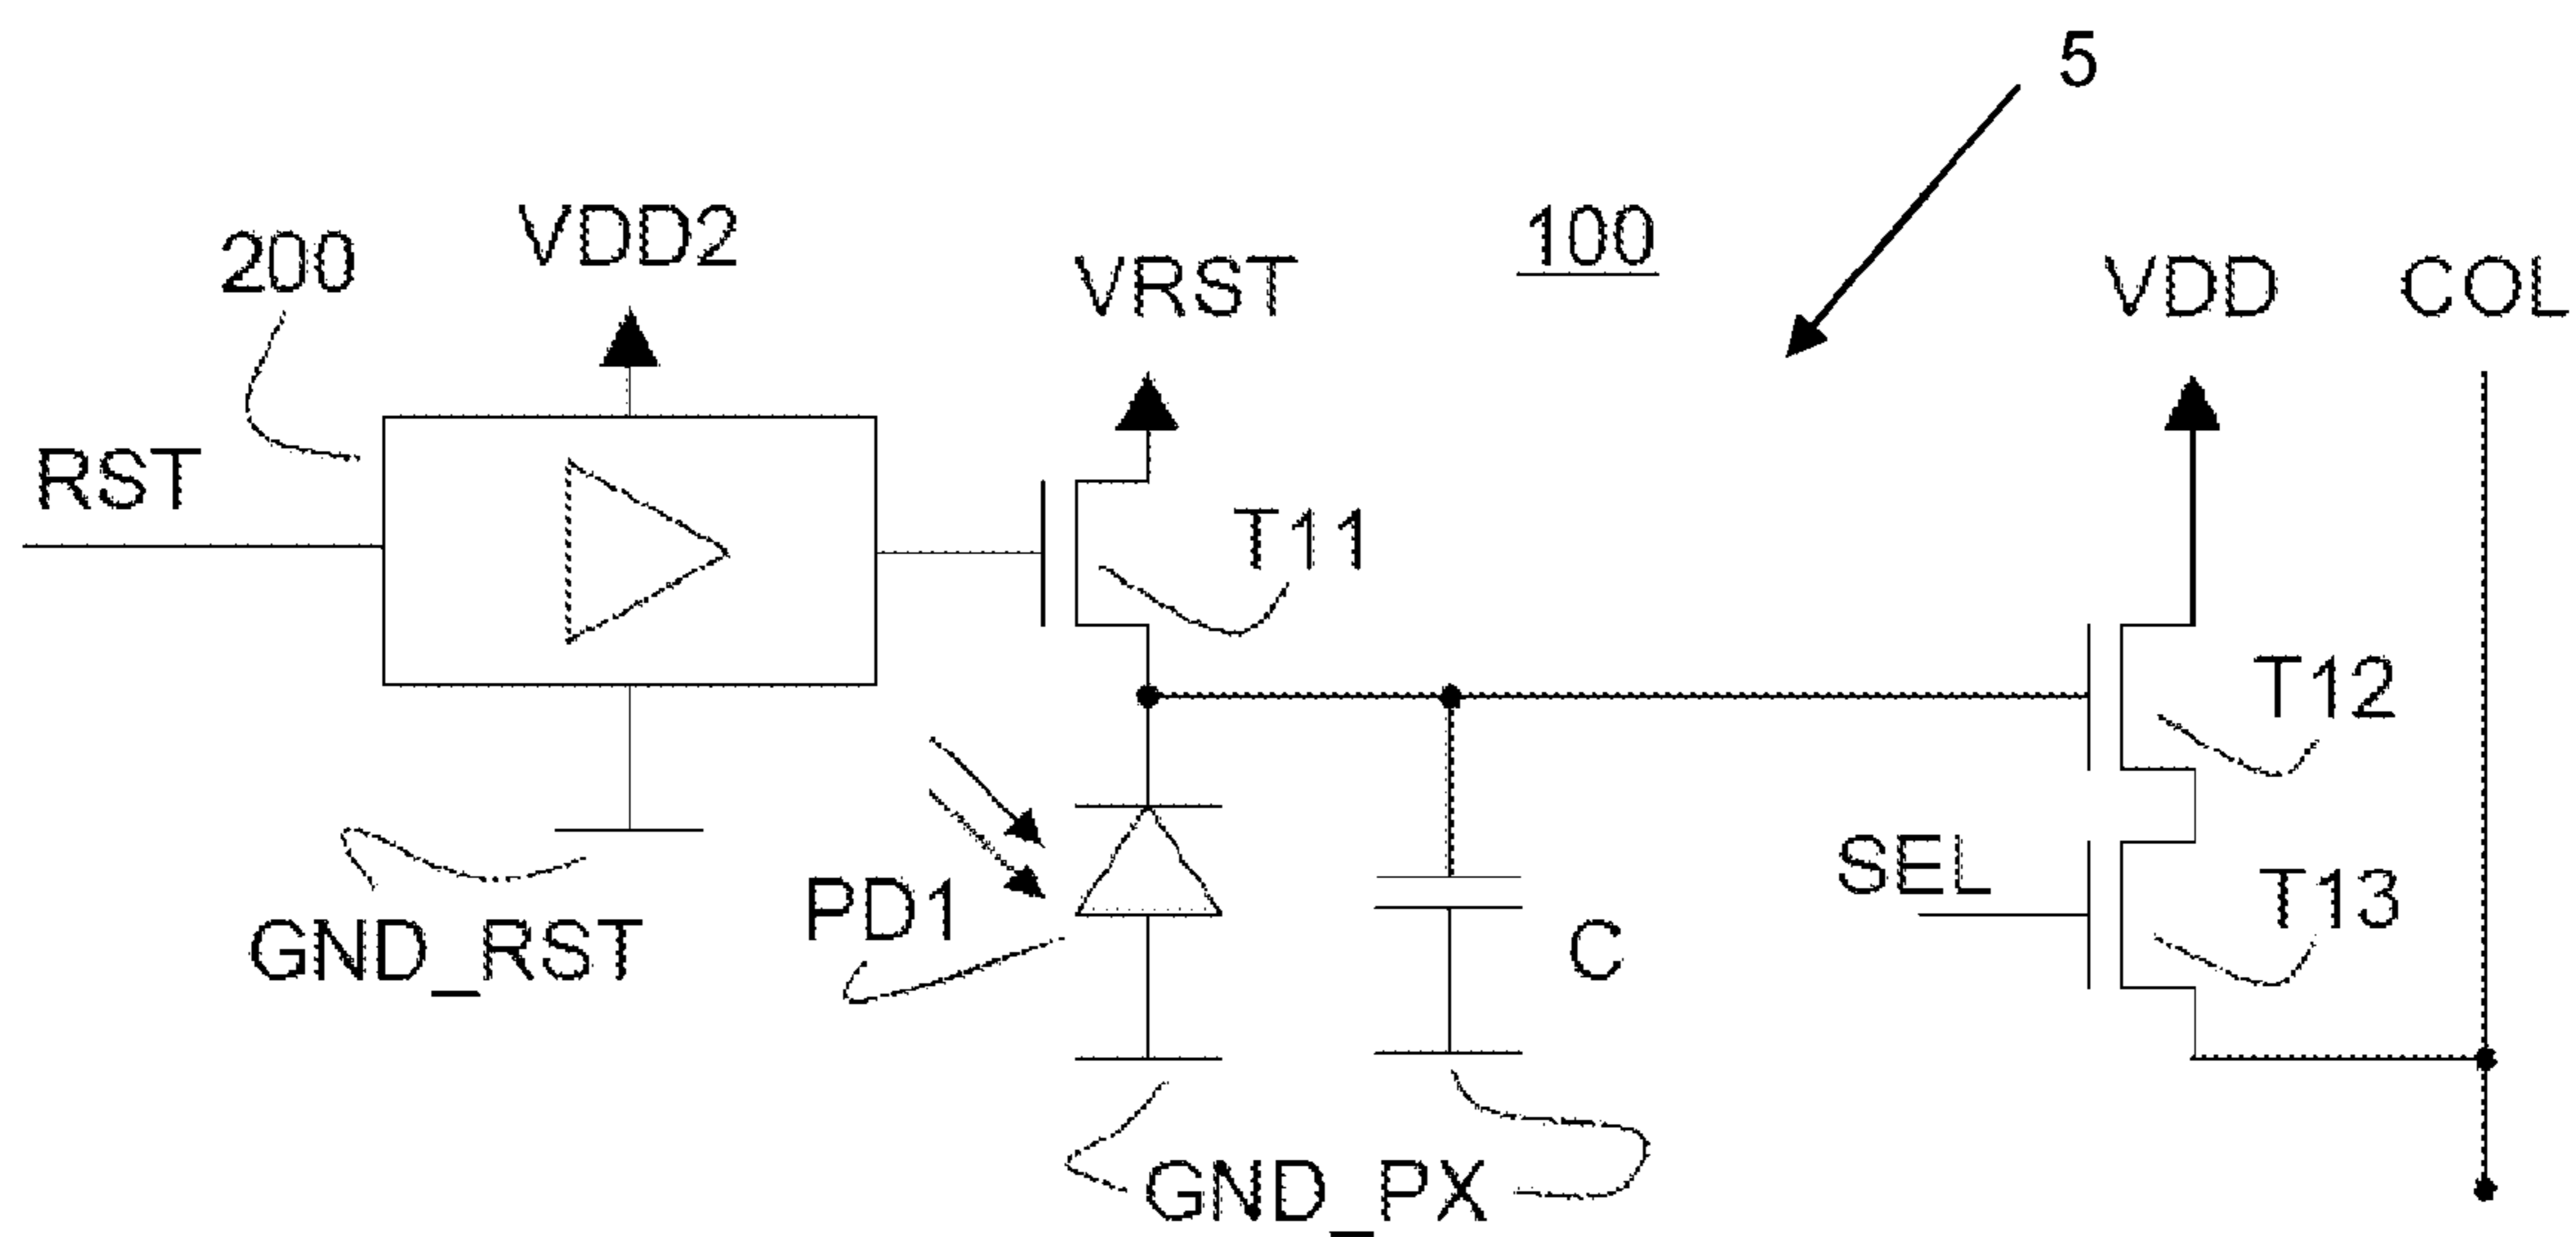 5
200
VDD2
100
VRST
VDD
COL
RST
T11
T12
SEL
T13
PD1
GND_RST
C
GND_PX